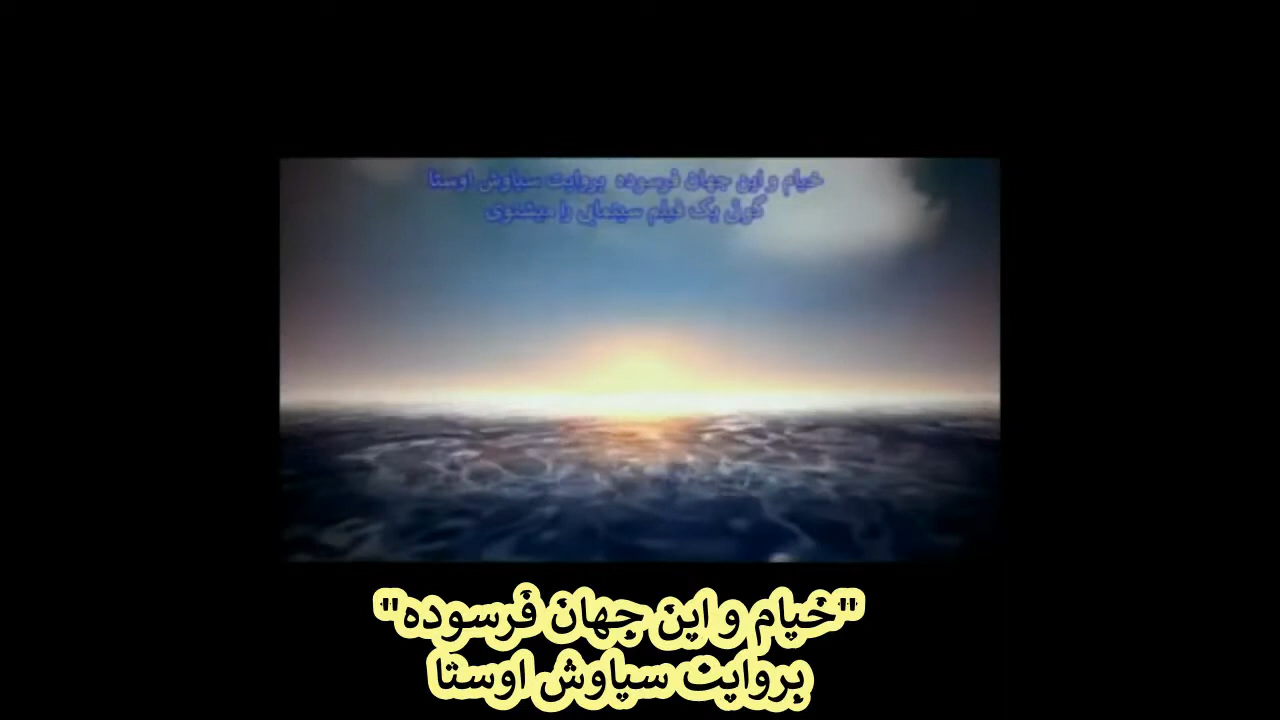 خیام و این جهان فرسوده بروایت سیاوش اوستا
گوئی یک فیلم سینمایی را میشنوی
"خیام و این جهان فرسوده"
بروایت سیاوش اوستا